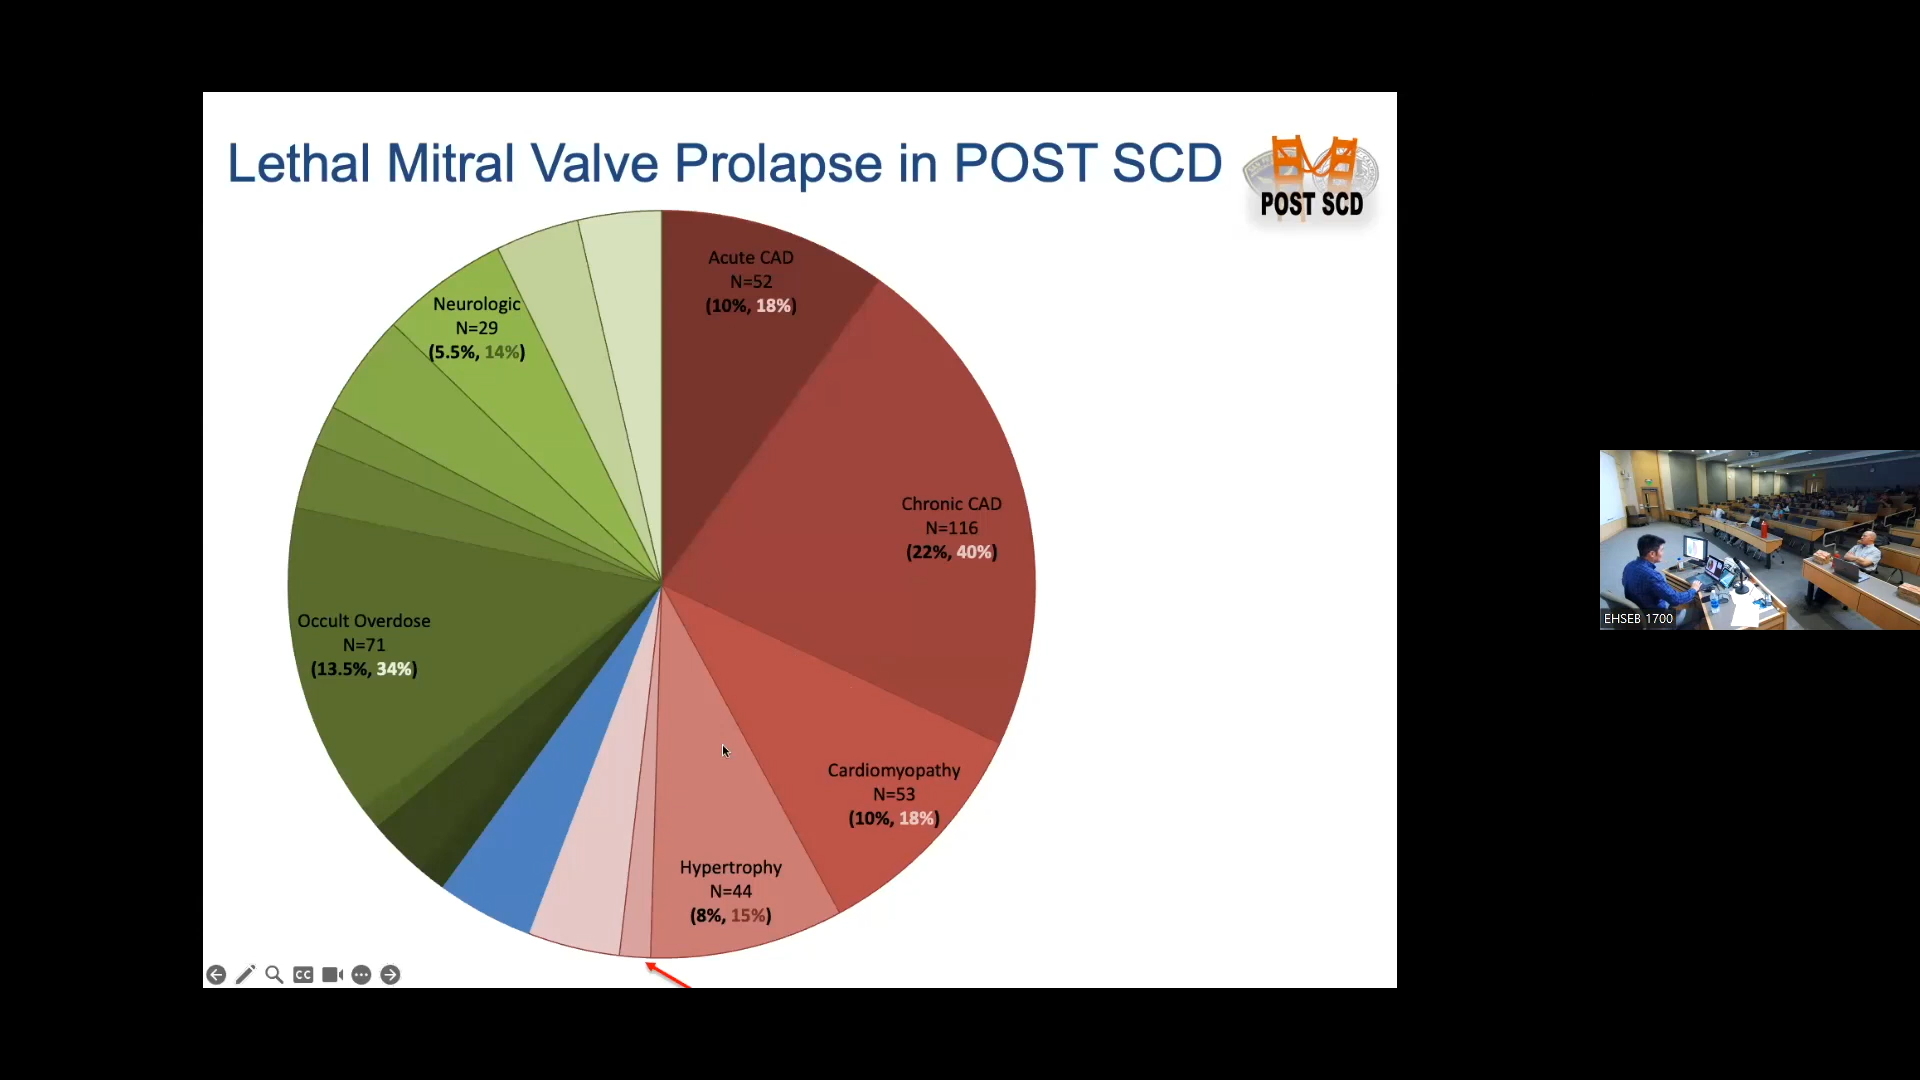 Lethal Mitral Valve Prolapse in POST SCD
POST SCD
Acute CAD
N=52
(10%, 18%)
Neurologic
N=29
(5.5%, 14%)
Chronic CAD
N=116
(22%, 40%)
Occult Overdose
N=71
(13.5%, 34%)
Cardiomyopathy
N=53
(10%, 18%)
Hypertrophy
N=44
(8%, 15%)
CC
EHSEB 1700